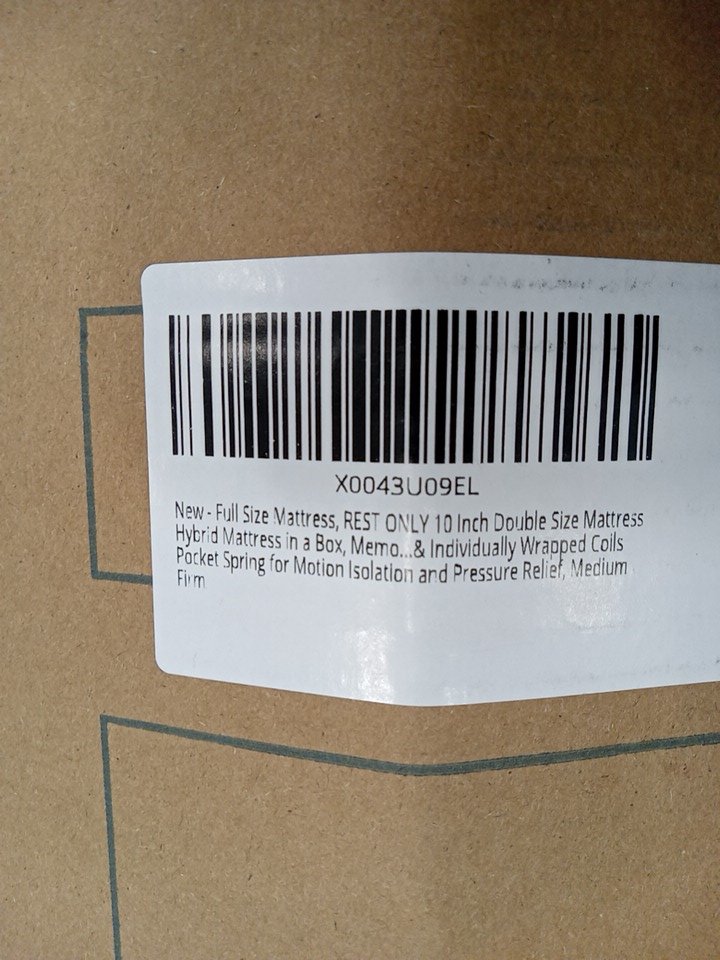 X0043U09EL
New - Full Size Mattress, REST ONLY 10 Inch Double Size Mattress
Hybrid Mattress in a Box, Memo...& Individually Wrapped Coils
Pocket Spring for Motion Isolation and Pressure Relief, Medium
Firm